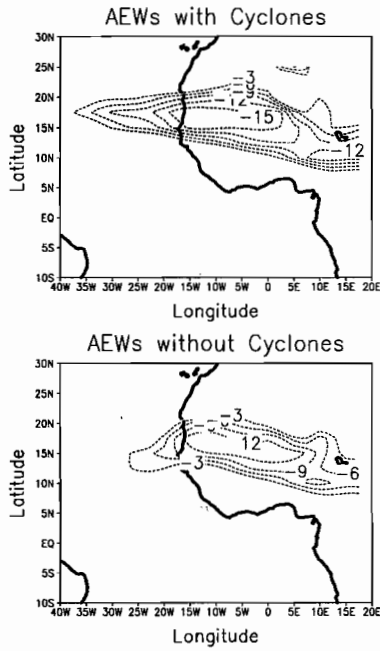 AEWs with Cyclones
30N
25N
20N
15N
10N
5N
EQ
5S
10S
Latitude
-3
-12
-15
-12
40W 35W 30W 25W 20W 15W 10W 5W 0 5E 10E 15E 20E
Longitude
AEWs without Cyclones
30N
25N
20N
15N
10N
5N
EQ
5S
10S
Latitude
-3
12
-3
-9
-6
40W 35W 30W 25W 20W 15W 10W 5W 0 5E 10E 15E 20E
Longitude